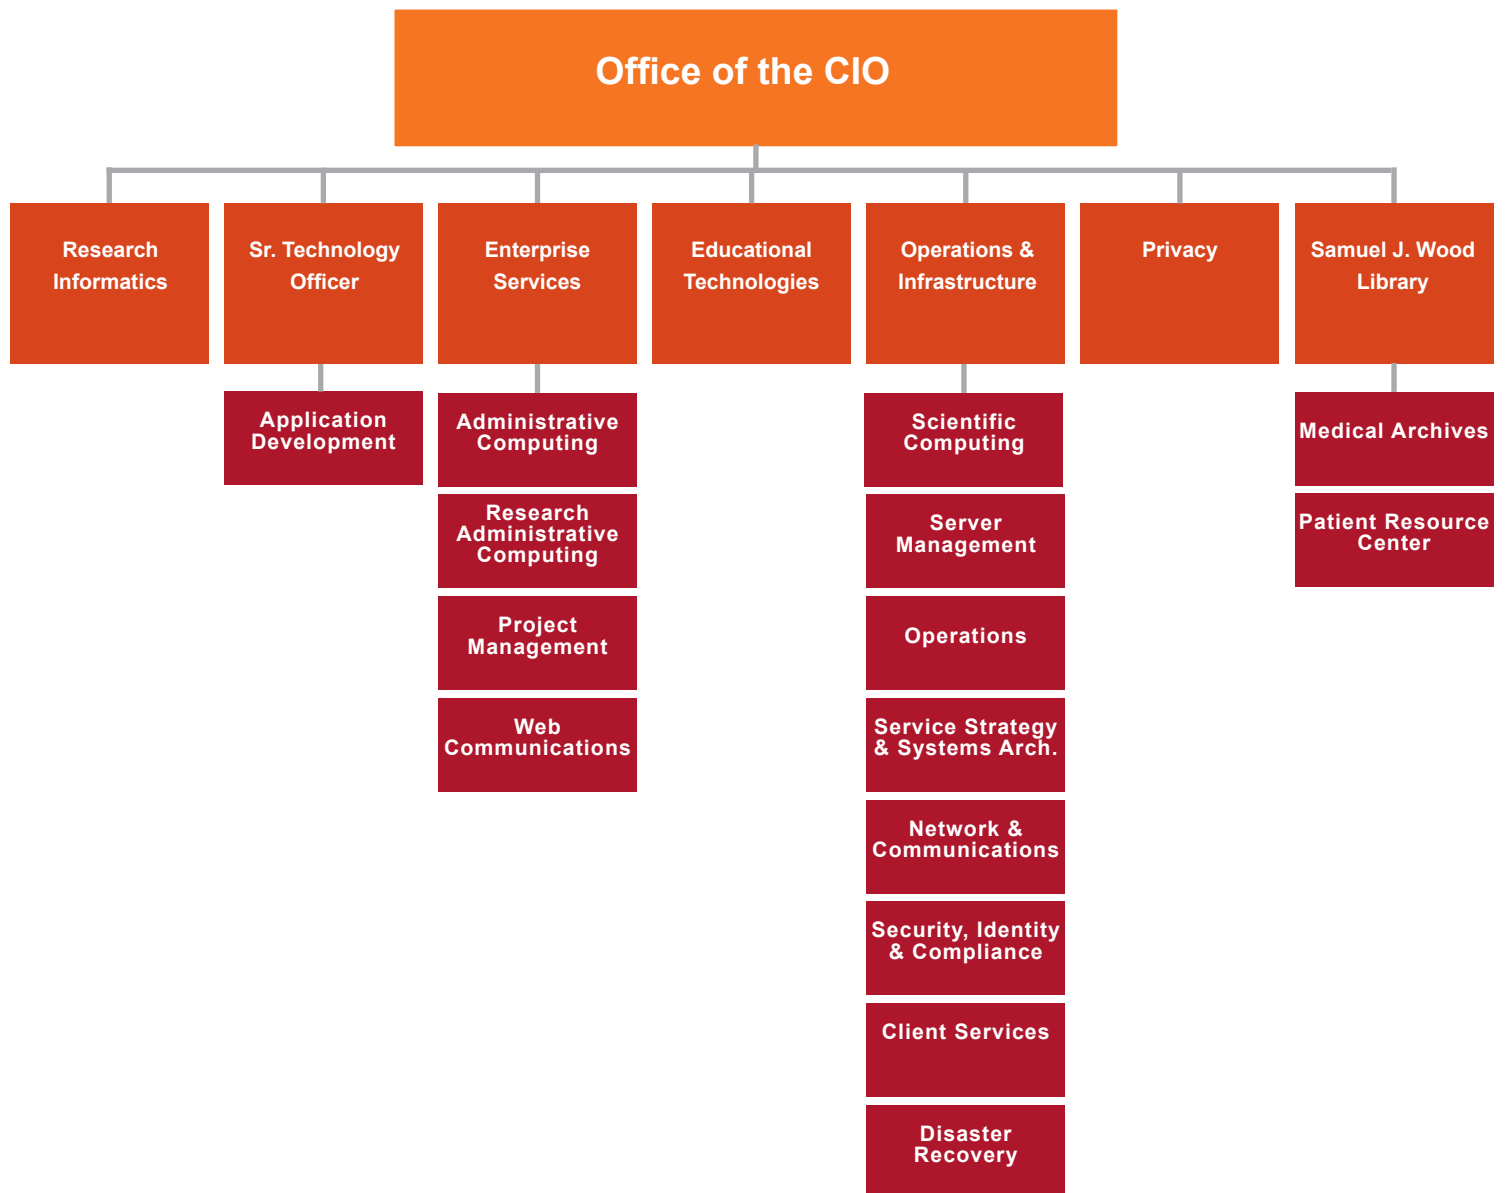 Office of the CIO
Research
Informatics
Sr. Technology
Officer
Enterprise
Services
Educational
Technologies
Operations &
Infrastructure
Privacy
Samuel J. Wood
Library
Application
Development
Administrative
Computing
Research
Administrative
Computing
Project
Management
Web
Communications
Scientific
Computing
Server
Management
Operations
Service Strategy
& Systems Arch.
Network &
Communications
Security, Identity
& Compliance
Client Services
Disaster
Recovery
Medical Archives
Patient Resource
Center